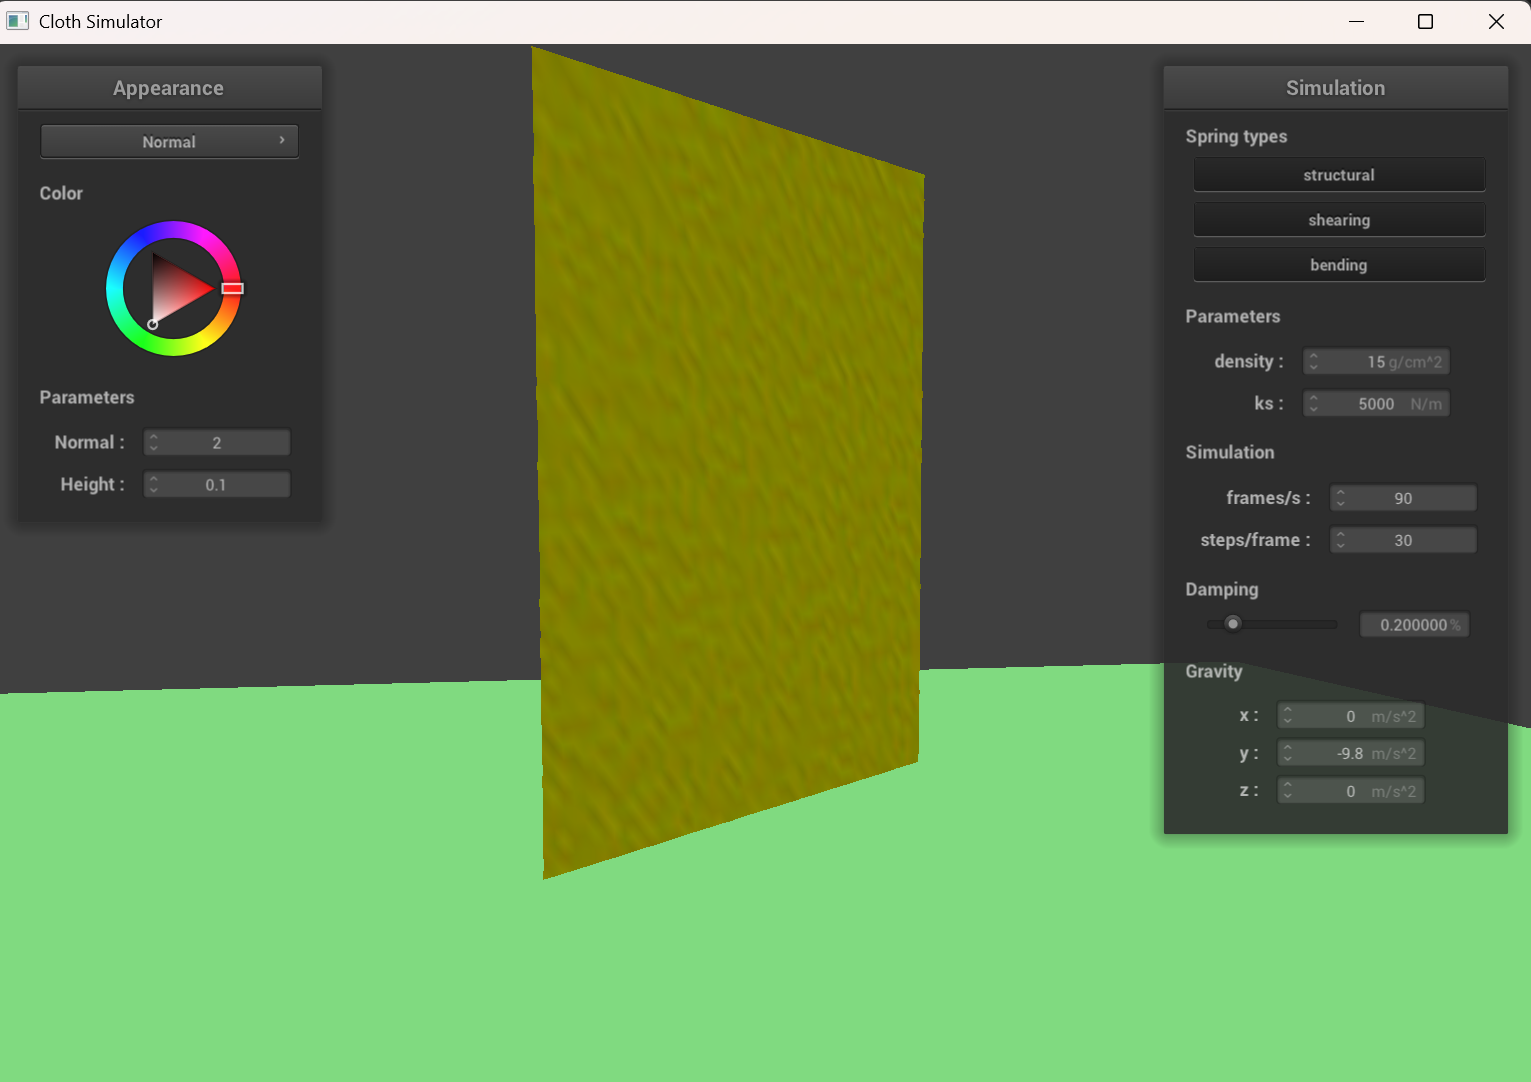 Cloth Simulator
Appearance
Normal
Color
Parameters
Normal : 2
Height : 0.1
Simulation
Spring types
structural
shearing
bending
Parameters
density : 15 g/cm^2
ks : 5000 N/m
Simulation
frames/s : 90
steps/frame : 30
Damping
0.200000 %
Gravity
x : 0 m/s^2
y : -9.8 m/s^2
z : 0 m/s^2